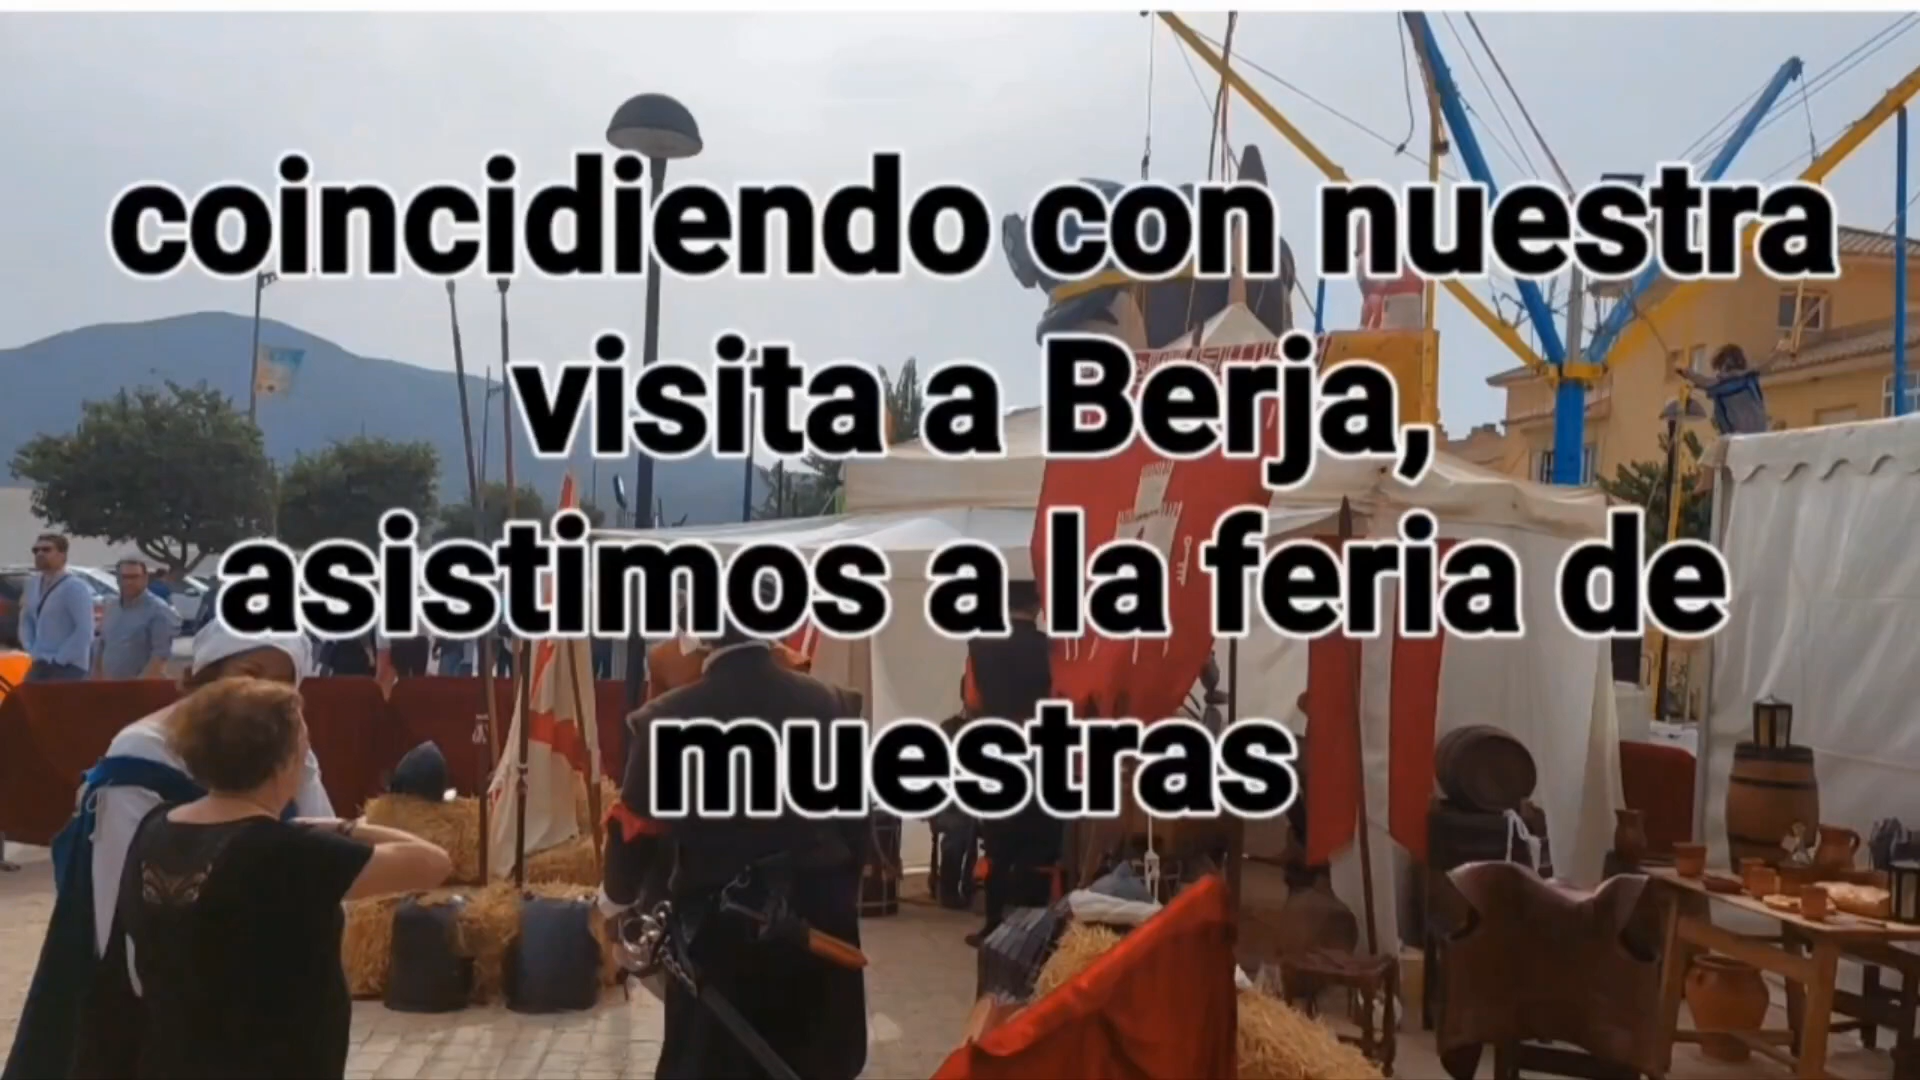 coincidiendo con nuestra
visita a Berja,
asistimos a la feria de
muestras